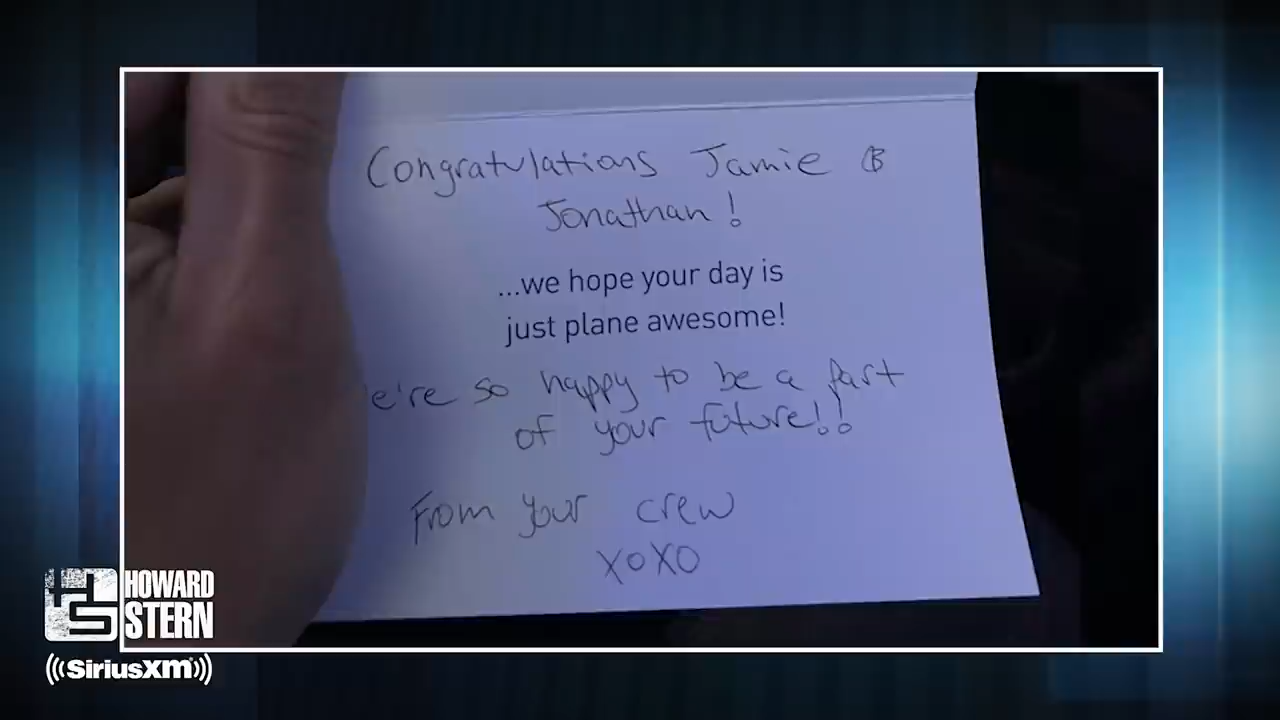 Congratulations Jamie &
Jonathan!
...we hope your day is
just plane awesome!
e're so happy to be a part
of your future!!
From your crew
XOXO
HOWARD
STERN
((((SiriusXM))))